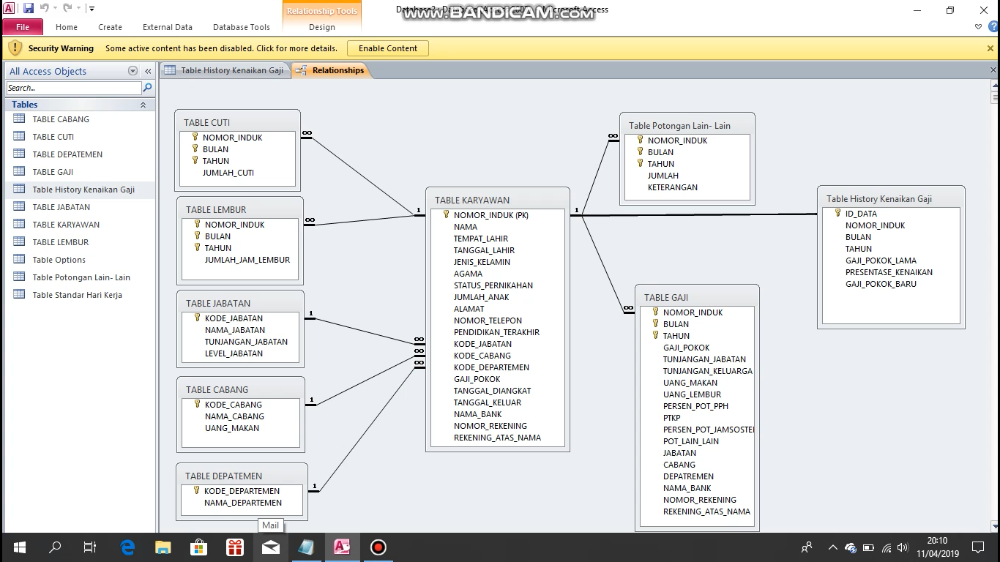 Relationship Tools
Database2 : Database (Access 2007) - Microsoft Access
WWW.BANDICAM.COM
File
Home
Create
External Data
Database Tools
Design
Security Warning
Some active content has been disabled. Click for more details.
Enable Content
All Access Objects
Search...
Tables
TABLE CABANG
TABLE CUTI
TABLE DEPATEMEN
TABLE GAJI
Table History Kenaikan Gaji
TABLE JABATAN
TABLE KARYAWAN
TABLE LEMBUR
Table Options
Table Potongan Lain- Lain
Table Standar Hari Kerja
Table History Kenaikan Gaji
Relationships
TABLE CUTI
NOMOR_INDUK
BULAN
TAHUN
JUMLAH_CUTI
∞
TABLE LEMBUR
NOMOR_INDUK
BULAN
TAHUN
JUMLAH_JAM_LEMBUR
∞
TABLE JABATAN
KODE_JABATAN
NAMA_JABATAN
TUNJANGAN_JABATAN
LEVEL_JABATAN
1
TABLE CABANG
KODE_CABANG
NAMA_CABANG
UANG_MAKAN
1
TABLE DEPATEMEN
KODE_DEPARTEMEN
NAMA_DEPARTEMEN
1
Mail
1
∞
∞
∞
TABLE KARYAWAN
NOMOR_INDUK (PK)
NAMA
TEMPAT_LAHIR
TANGGAL_LAHIR
JENIS_KELAMIN
AGAMA
STATUS_PERNIKAHAN
JUMLAH_ANAK
ALAMAT
NOMOR_TELEPON
PENDIDIKAN_TERAKHIR
KODE_JABATAN
KODE_CABANG
KODE_DEPARTEMEN
GAJI_POKOK
TANGGAL_DIANGKAT
TANGGAL_KELUAR
NAMA_BANK
NOMOR_REKENING
REKENING_ATAS_NAMA
1
∞
Table Potongan Lain- Lain
NOMOR_INDUK
BULAN
TAHUN
JUMLAH
KETERANGAN
∞
TABLE GAJI
NOMOR_INDUK
BULAN
TAHUN
GAJI_POKOK
TUNJANGAN_JABATAN
TUNJANGAN_KELUARGA
UANG_MAKAN
UANG_LEMBUR
PERSEN_POT_PPH
PTKP
PERSEN_POT_JAMSOSTE
POT_LAIN_LAIN
JABATAN
CABANG
DEPATREMEN
NAMA_BANK
NOMOR_REKENING
REKENING_ATAS_NAMA
Table History Kenaikan Gaji
ID_DATA
NOMOR_INDUK
BULAN
TAHUN
GAJI_POKOK_LAMA
PRESENTASE_KENAIKAN
GAJI_POKOK_BARU
20:10
11/04/2019